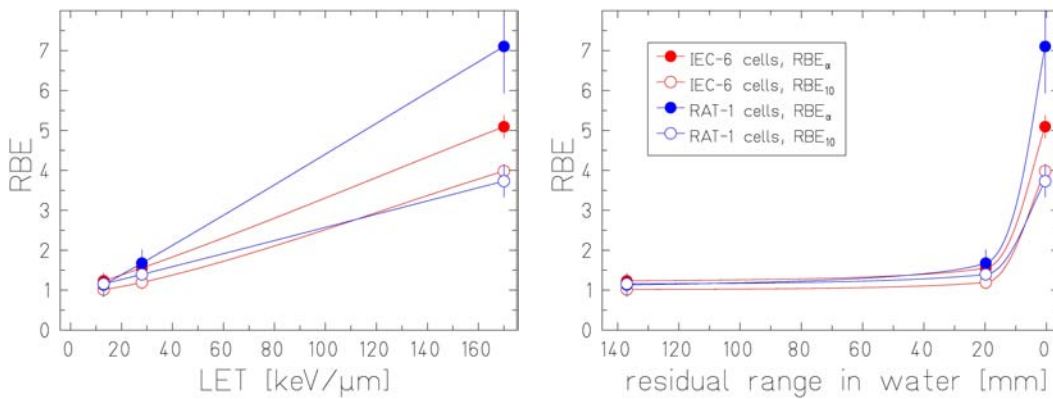 7
6
5
4
3
2
1
0
RBE
0 20 40 60 80 100 120 140 160
LET [keV/μm]
7
6
5
4
3
2
1
0
RBE
IEC-6 cells, RBEα
IEC-6 cells, RBE₁₀
RAT-1 cells, RBEα
RAT-1 cells, RBE₁₀
140 120 100 80 60 40 20 0
residual range in water [mm]